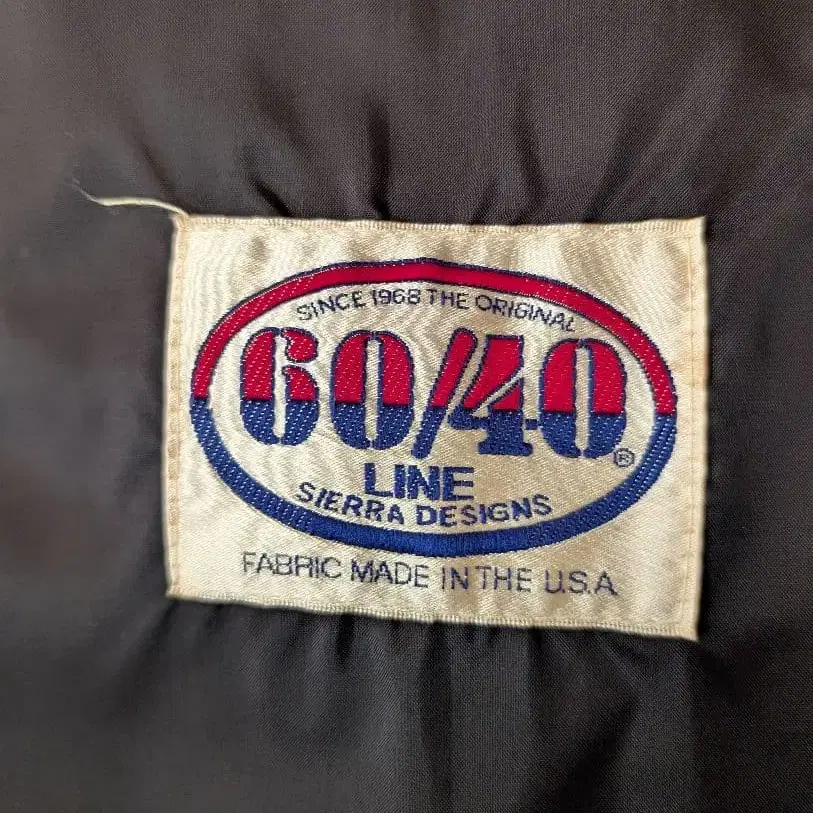 SINCE 1968 THE ORIGINAL
60/40®
LINE
SIERRA DESIGNS
FABRIC MADE IN THE U.S.A